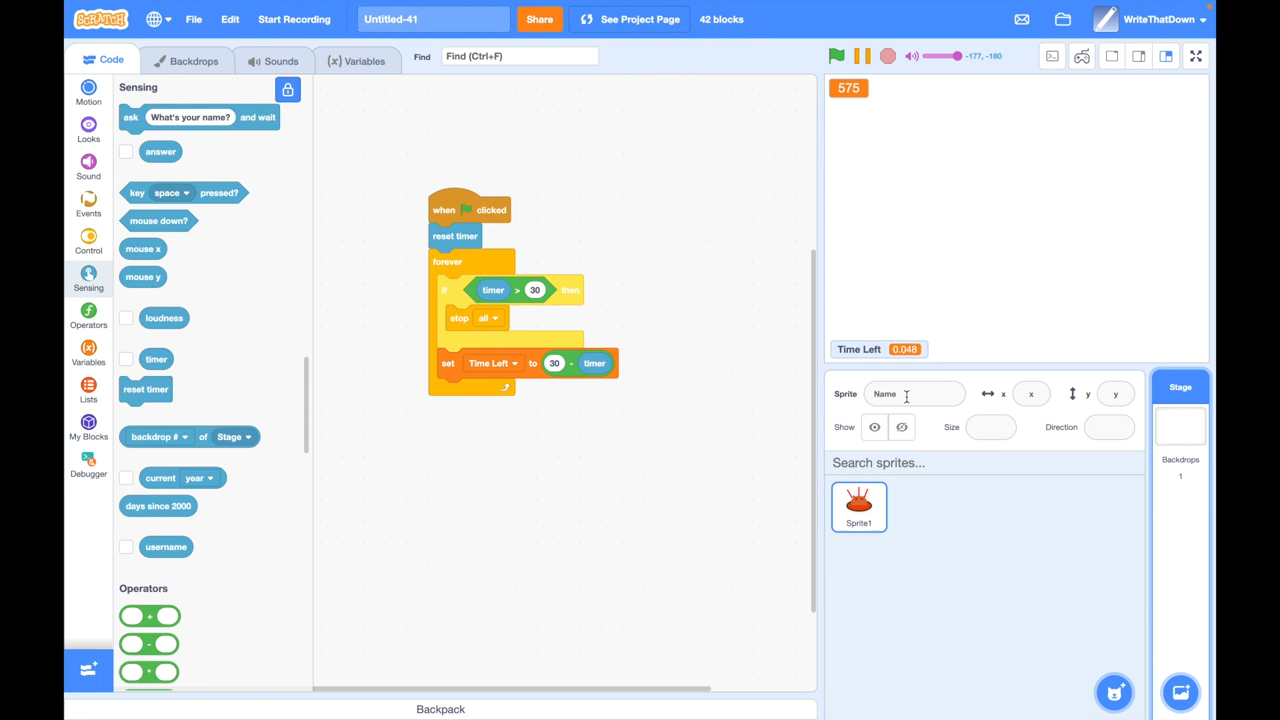 SCRATCH File Edit Start Recording Untitled-41 Share See Project Page 42 blocks WriteThatDown
Code Backdrops Sounds (x) Variables Find Find (Ctrl+F) -177, -180
Motion
Looks
Sound
Events
Control
Sensing
Operators
Variables
Lists
My Blocks
Debugger
Sensing
ask What's your name? and wait
answer
key space pressed?
mouse down?
mouse x
mouse y
loudness
timer
reset timer
backdrop # of Stage
current year
days since 2000
username
Operators
+
-
*
when clicked
reset timer
forever
if timer > 30 then
stop all
set Time Left to 30 - timer
Backpack
575
Time Left 0.048
Sprite Name x x y y
Show Size Direction
Search sprites...
Sprite1
Stage
Backdrops
1